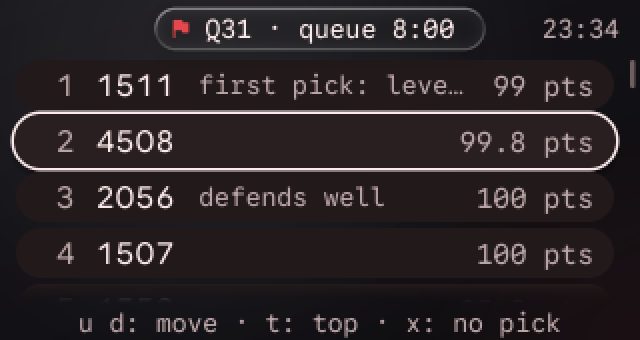 Q31 · queue 8:00 23:34
1 1511 first pick: leve… 99 pts
2 4508 99.8 pts
3 2056 defends well 100 pts
4 1507 100 pts
u d: move · t: top · x: no pick